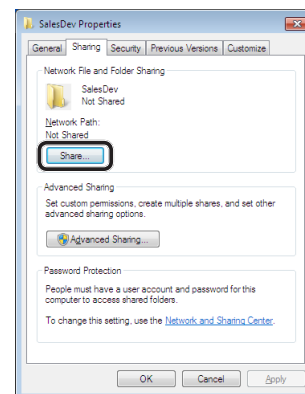 SalesDev Properties
General Sharing Security Previous Versions Customize
Network File and Folder Sharing
SalesDev
Not Shared
Network Path:
Not Shared
Share...
Advanced Sharing
Set custom permissions, create multiple shares, and set other
advanced sharing options.
Advanced Sharing...
Password Protection
People must have a user account and password for this
computer to access shared folders.
To change this setting, use the Network and Sharing Center.
OK Cancel Apply